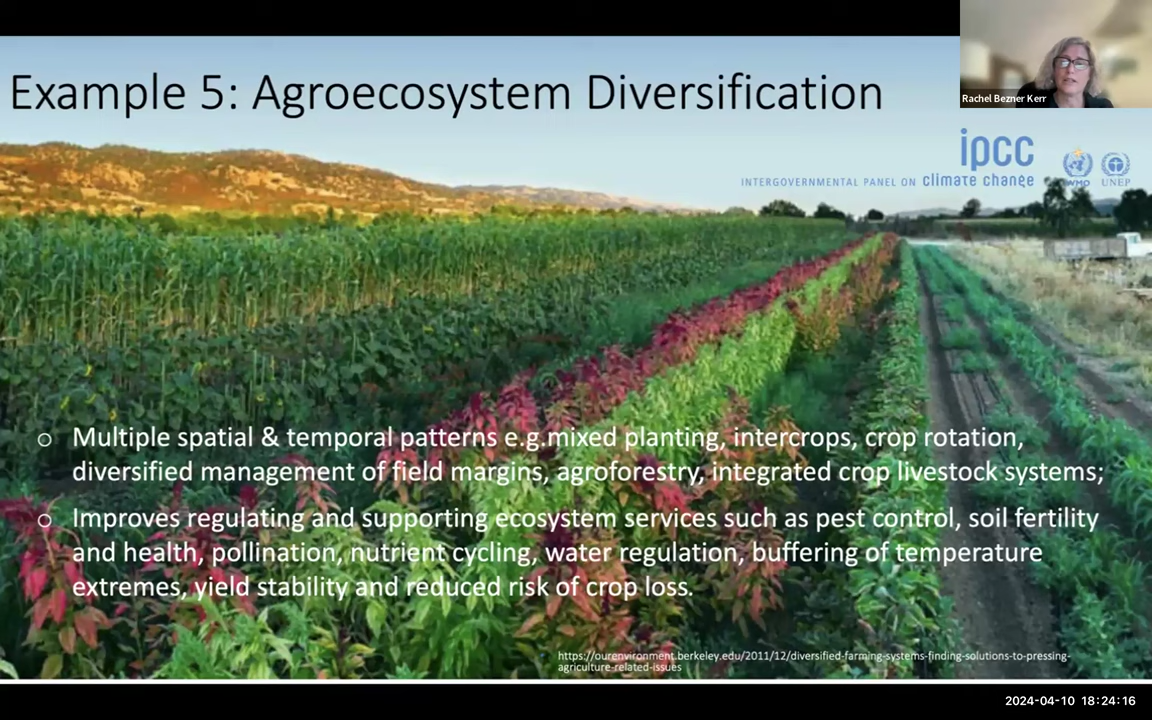 Example 5: Agroecosystem Diversification
Rachel Bezner Kerr
ipcc
INTERGOVERNMENTAL PANEL ON climate change
WMO
UNEP
o Multiple spatial & temporal patterns e.g.mixed planting, intercrops, crop rotation,
diversified management of field margins, agroforestry, integrated crop livestock systems;
o Improves regulating and supporting ecosystem services such as pest control, soil fertility
and health, pollination, nutrient cycling, water regulation, buffering of temperature
extremes, yield stability and reduced risk of crop loss.
https://ourenvironment.berkeley.edu/2011/12/diversified-farming-systems-finding-solutions-to-pressing-
agriculture-related-issues
2024-04-10 18:24:16